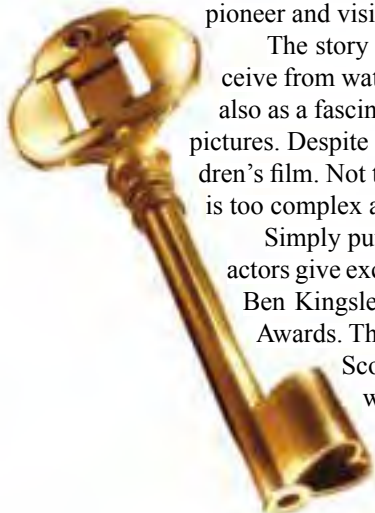 pioneer and visi
The story
ceive from wat
also as a fascin
pictures. Despite
dren's film. Not t
is too complex a
Simply pu
actors give exc
Ben Kingsle
Awards. Th
Sco
w